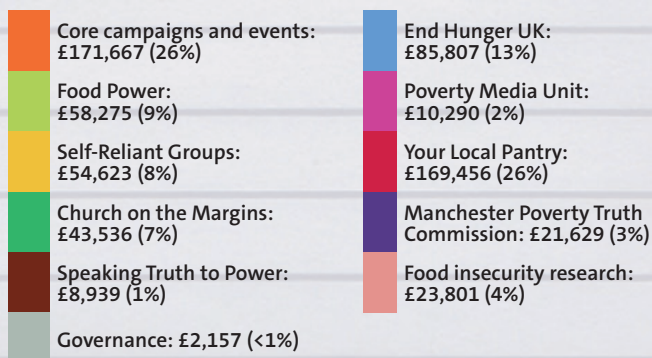 Core campaigns and events:
£171,667 (26%)
Food Power:
£58,275 (9%)
Self-Reliant Groups:
£54,623 (8%)
Church on the Margins:
£43,536 (7%)
Speaking Truth to Power:
£8,939 (1%)
Governance: £2,157 (<1%)
End Hunger UK:
£85,807 (13%)
Poverty Media Unit:
£10,290 (2%)
Your Local Pantry:
£169,456 (26%)
Manchester Poverty Truth
Commission: £21,629 (3%)
Food insecurity research:
£23,801 (4%)